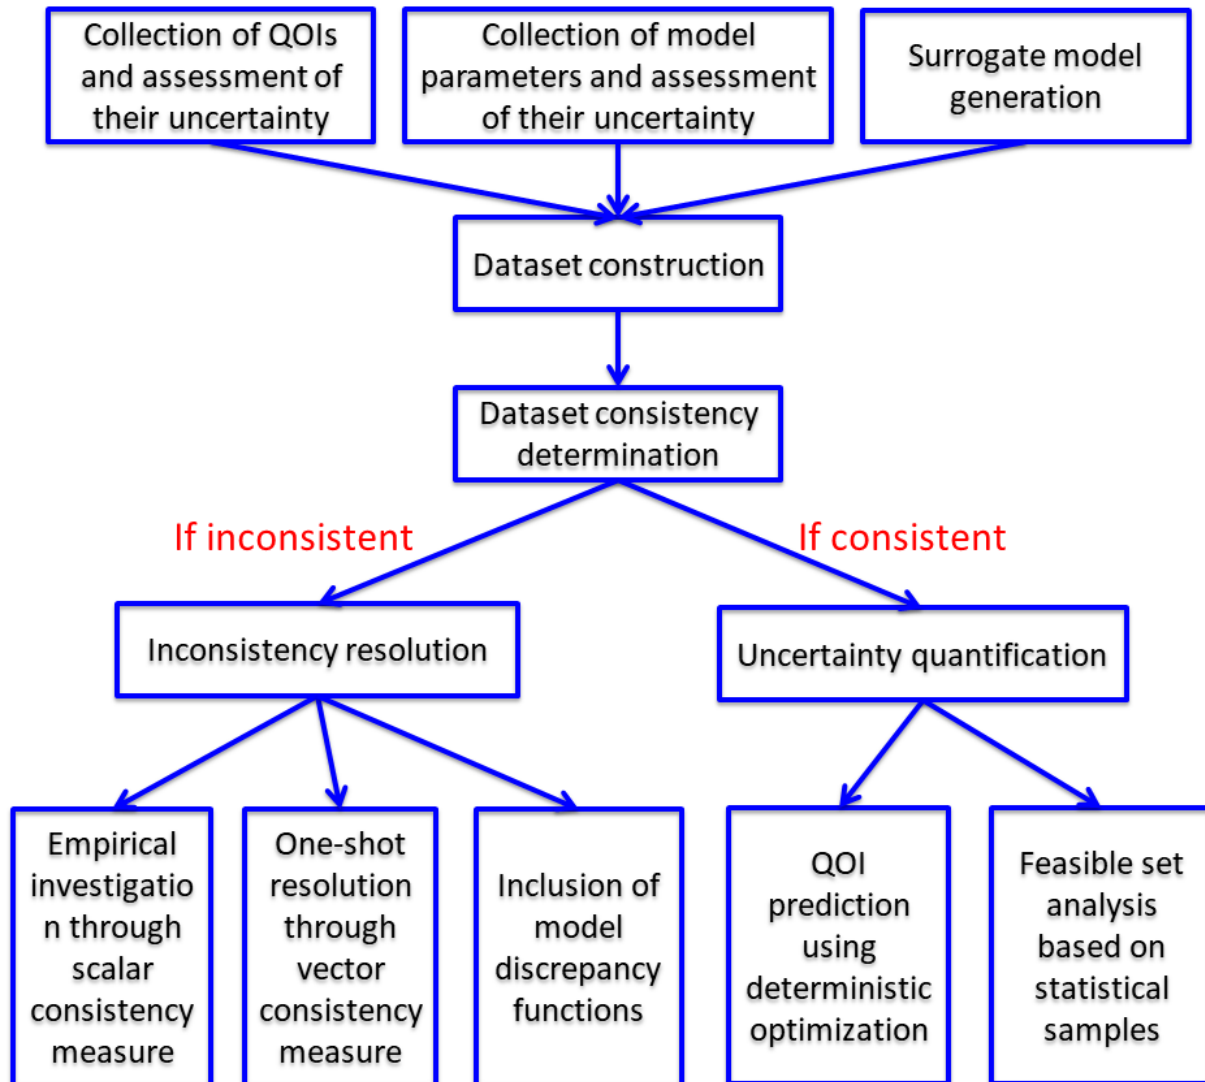 Collection of QOIs
and assessment of
their uncertainty
Collection of model
parameters and assessment
of their uncertainty
Surrogate model
generation
Dataset construction
Dataset consistency
determination
If inconsistent
If consistent
Inconsistency resolution
Uncertainty quantification
Empirical
investigatio
n through
scalar
consistency
measure
One-shot
resolution
through
vector
consistency
measure
Inclusion of
model
discrepancy
functions
QOI
prediction
using
deterministic
optimization
Feasible set
analysis
based on
statistical
samples